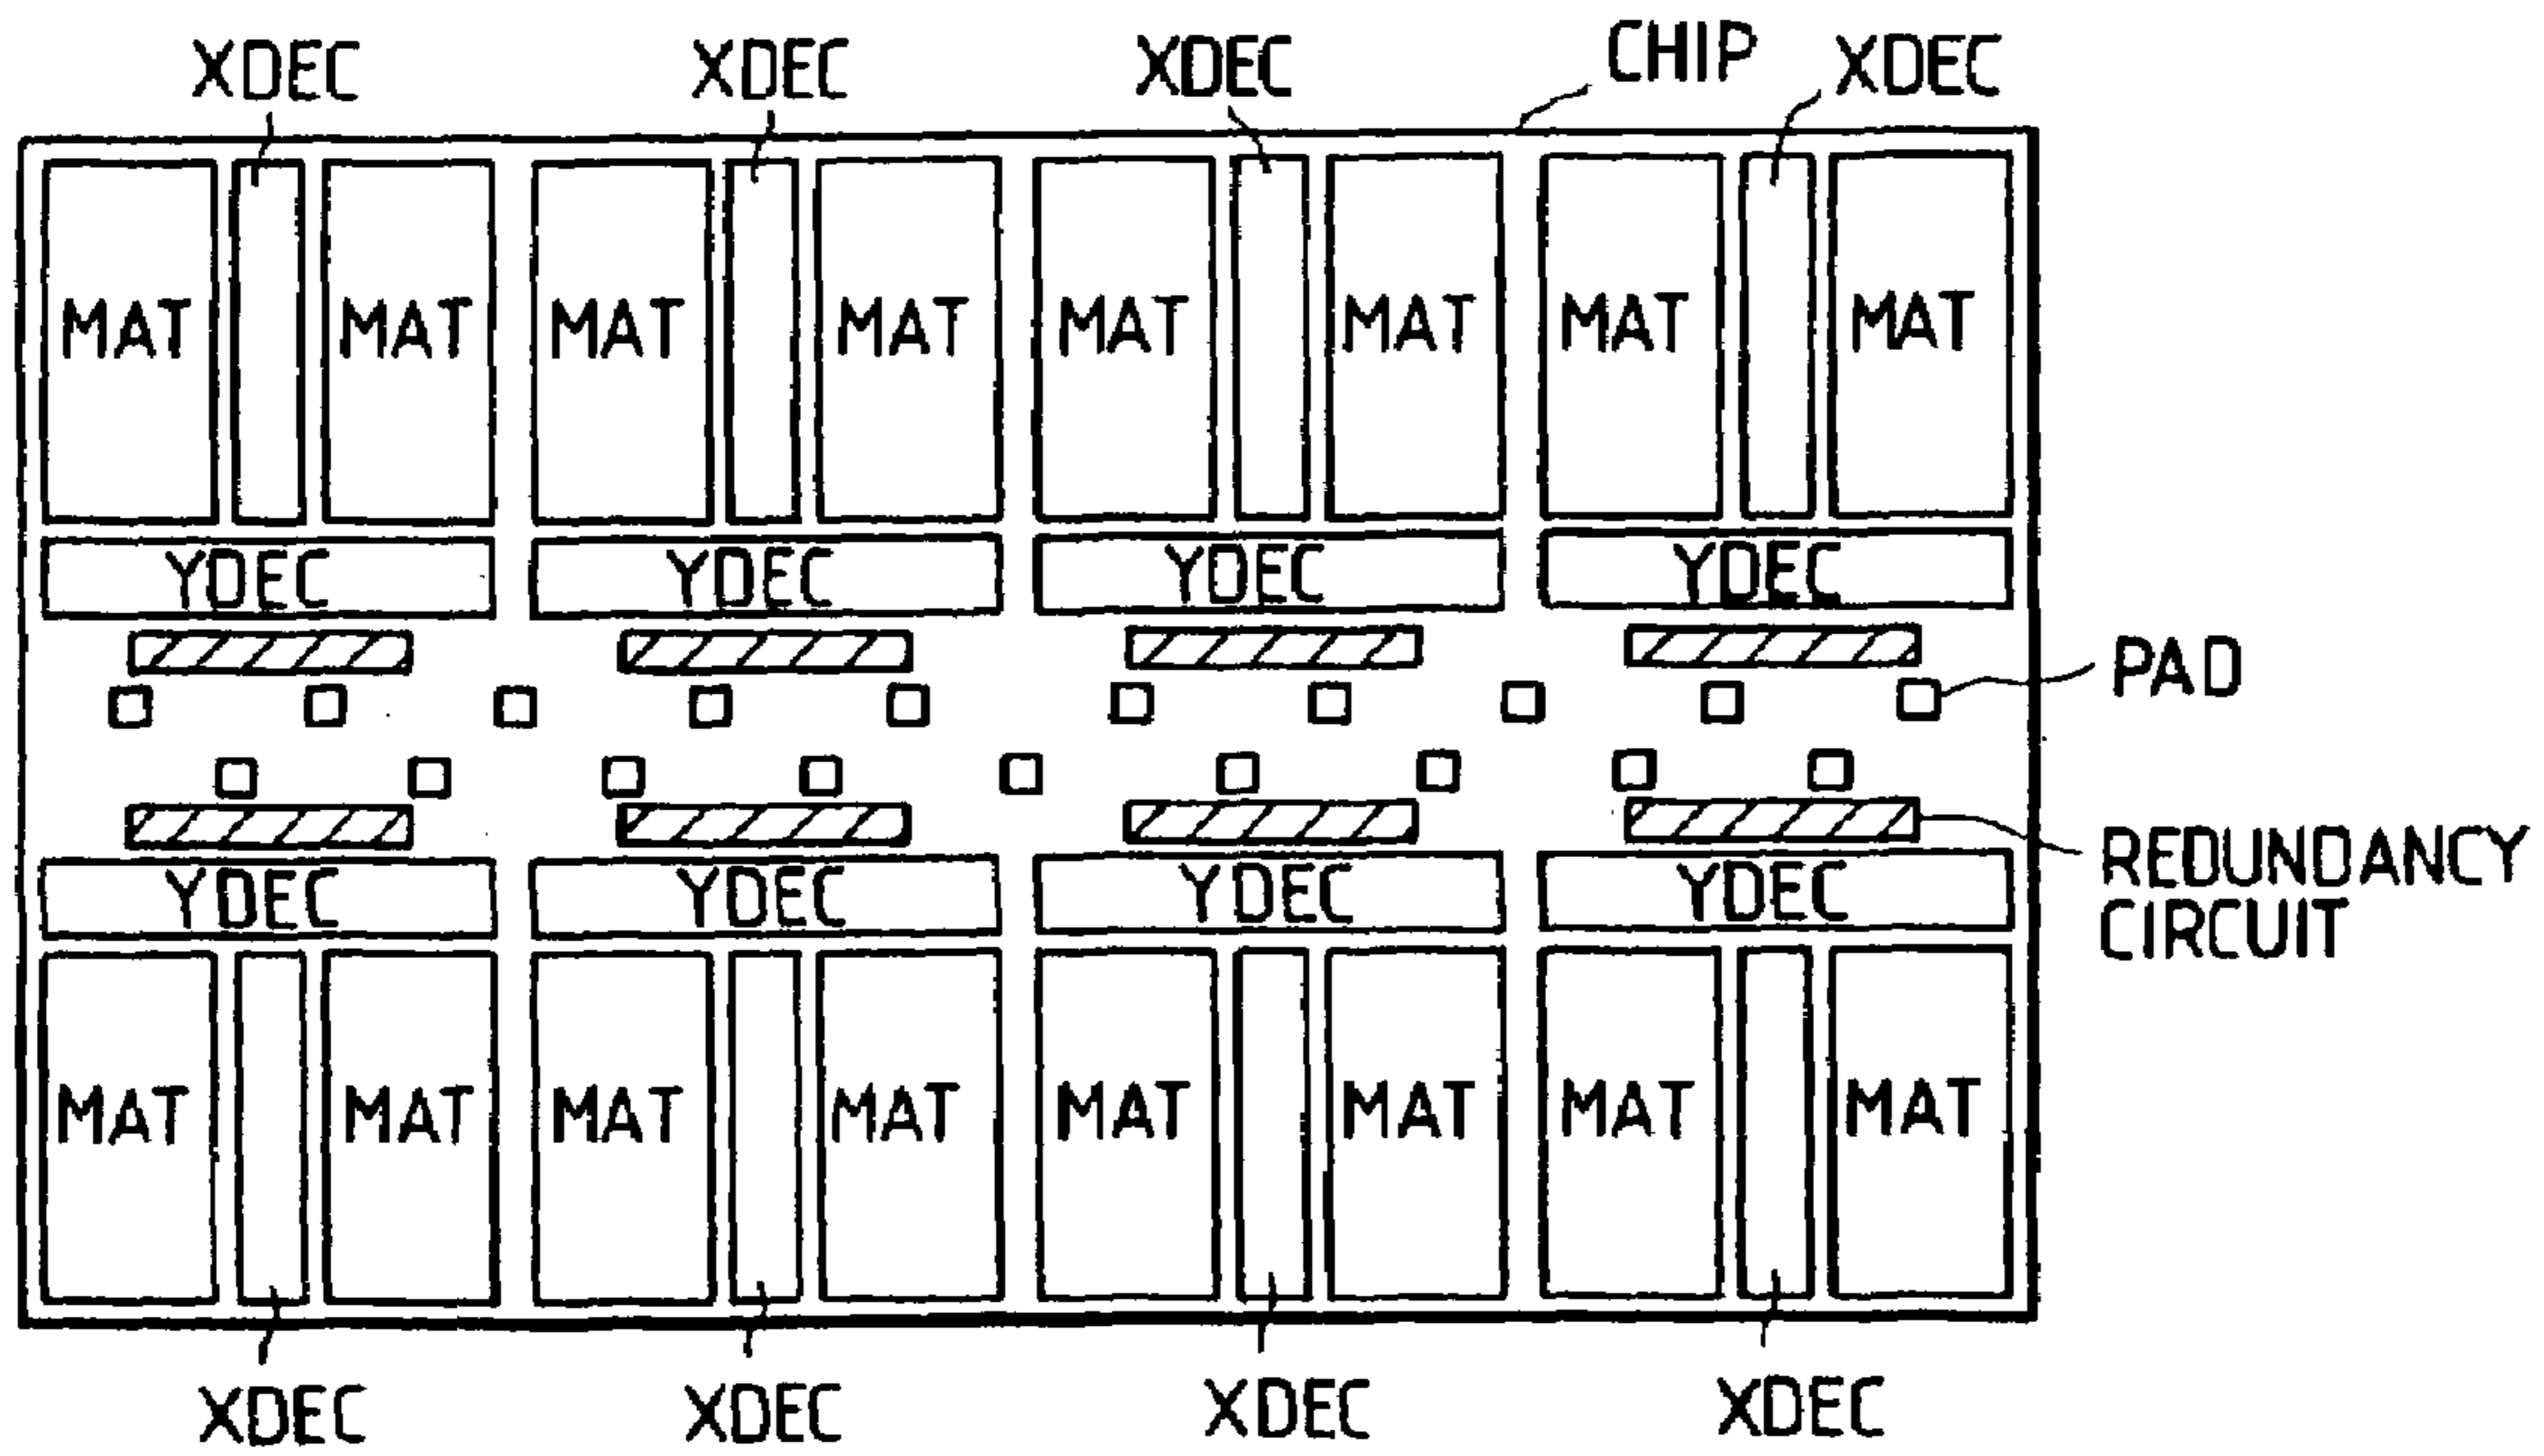 XDEC XDEC XDEC CHIP XDEC
MAT MAT MAT MAT MAT MAT MAT MAT
YDEC YDEC YDEC YDEC
PAD
REDUNDANCY
CIRCUIT
YDEC YDEC YDEC YDEC
MAT MAT MAT MAT MAT MAT MAT MAT
XDEC XDEC XDEC XDEC